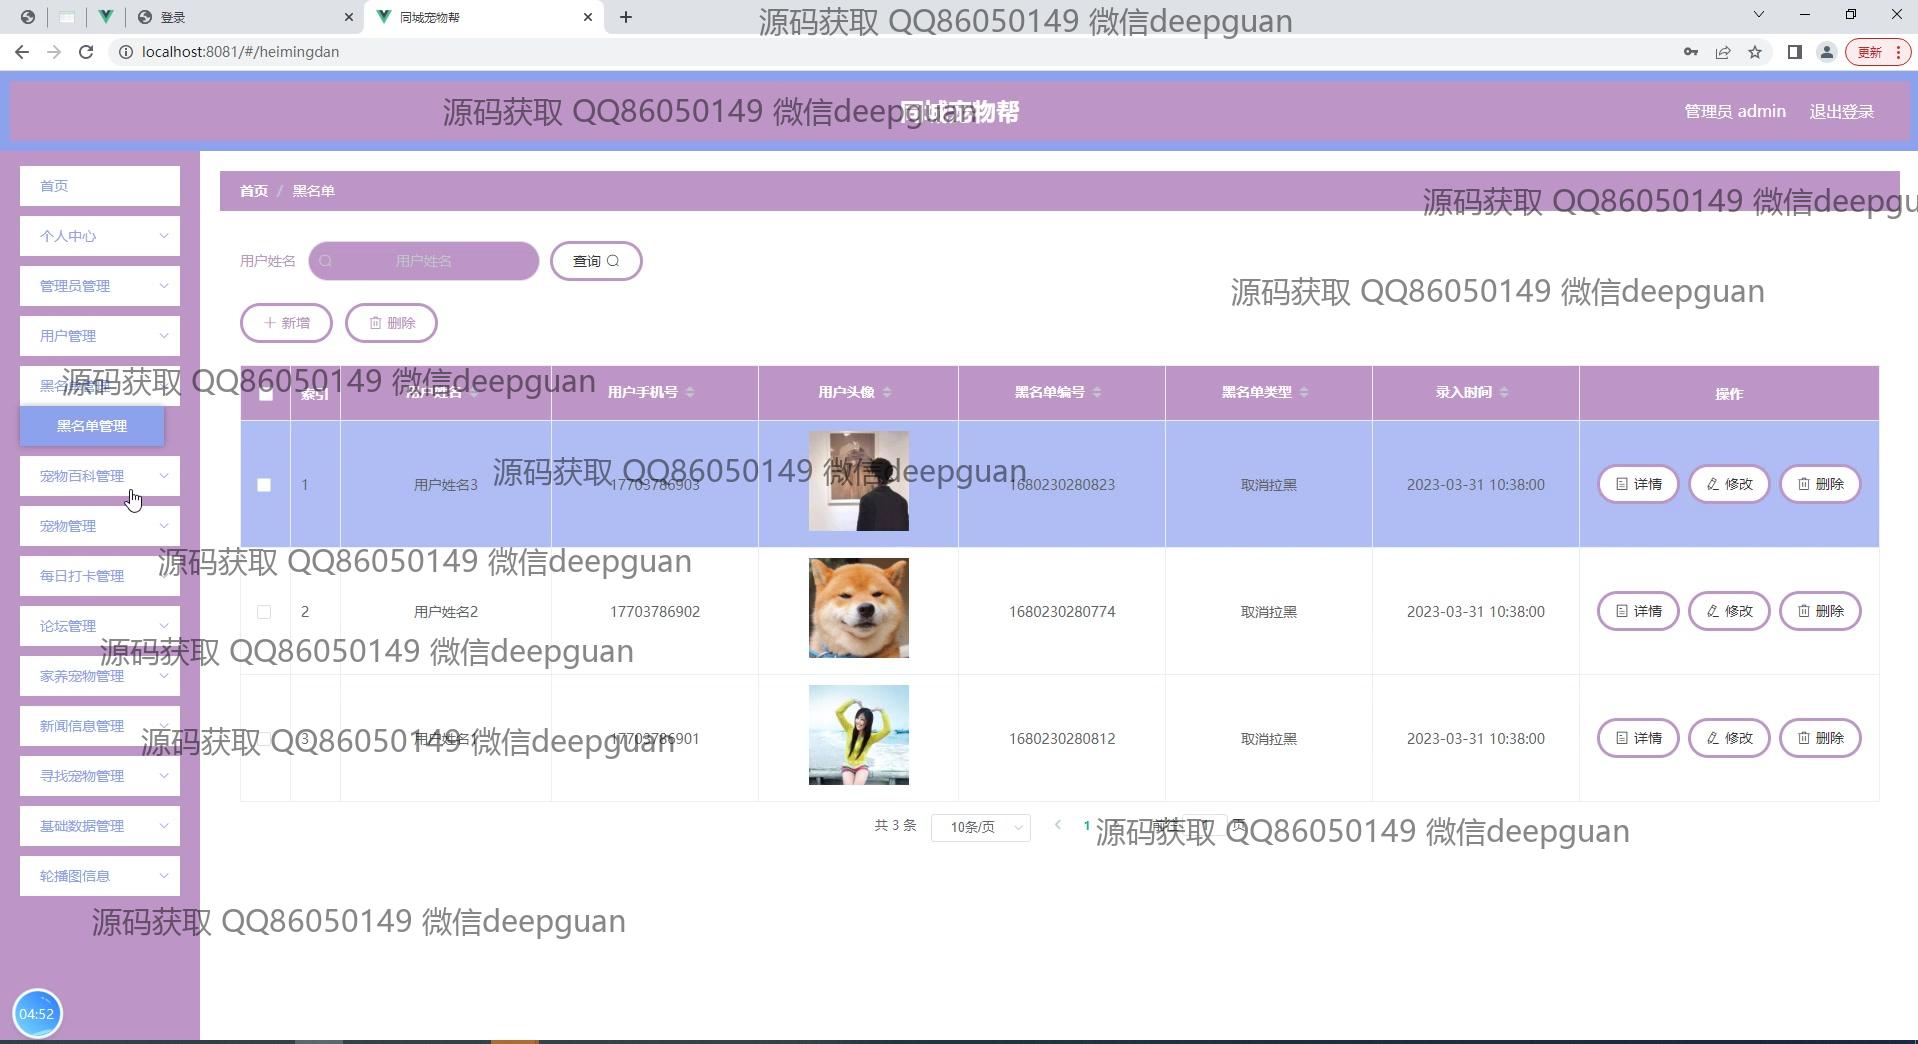 登录
同城宠物帮
源码获取 QQ86050149 微信deepguan
localhost:8081/#/heimingdan
更新
源码获取 QQ86050149 微信deepguan
同城宠物帮
管理员 admin
退出登录
首页
个人中心
管理员管理
用户管理
黑名单管理
黑名单管理
宠物百科管理
宠物管理
每日打卡管理
论坛管理
家养宠物管理
新闻信息管理
寻找宠物管理
基础数据管理
轮播图信息
首页 / 黑名单
源码获取 QQ86050149 微信deepgu
用户姓名
用户姓名
查询
源码获取 QQ86050149 微信deepguan
新增
删除
源码获取 QQ86050149 微信deepguan
索引 用户姓名 用户手机号 用户头像 黑名单编号 黑名单类型 录入时间 操作
源码获取 QQ86050149 微信deepguan
1 用户姓名3 17703786903 1680230280823 取消拉黑 2023-03-31 10:38:00 详情 修改 删除
源码获取 QQ86050149 微信deepguan
2 用户姓名2 17703786902 1680230280774 取消拉黑 2023-03-31 10:38:00 详情 修改 删除
源码获取 QQ86050149 微信deepguan
3 用户姓名1 17703786901 1680230280812 取消拉黑 2023-03-31 10:38:00 详情 修改 删除
源码获取 QQ86050149 微信deepguan
共 3 条 10条/页 1 前往 1 页
源码获取 QQ86050149 微信deepguan
源码获取 QQ86050149 微信deepguan
04:52